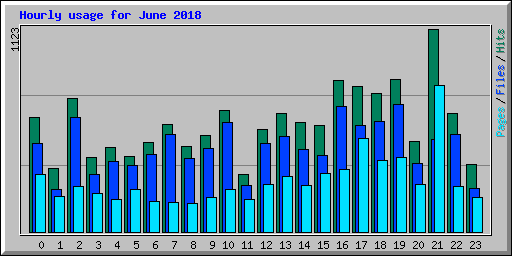 Hourly usage for June 2018
1123
Pages / Files / Hits
0 1 2 3 4 5 6 7 8 9 10 11 12 13 14 15 16 17 18 19 20 21 22 23